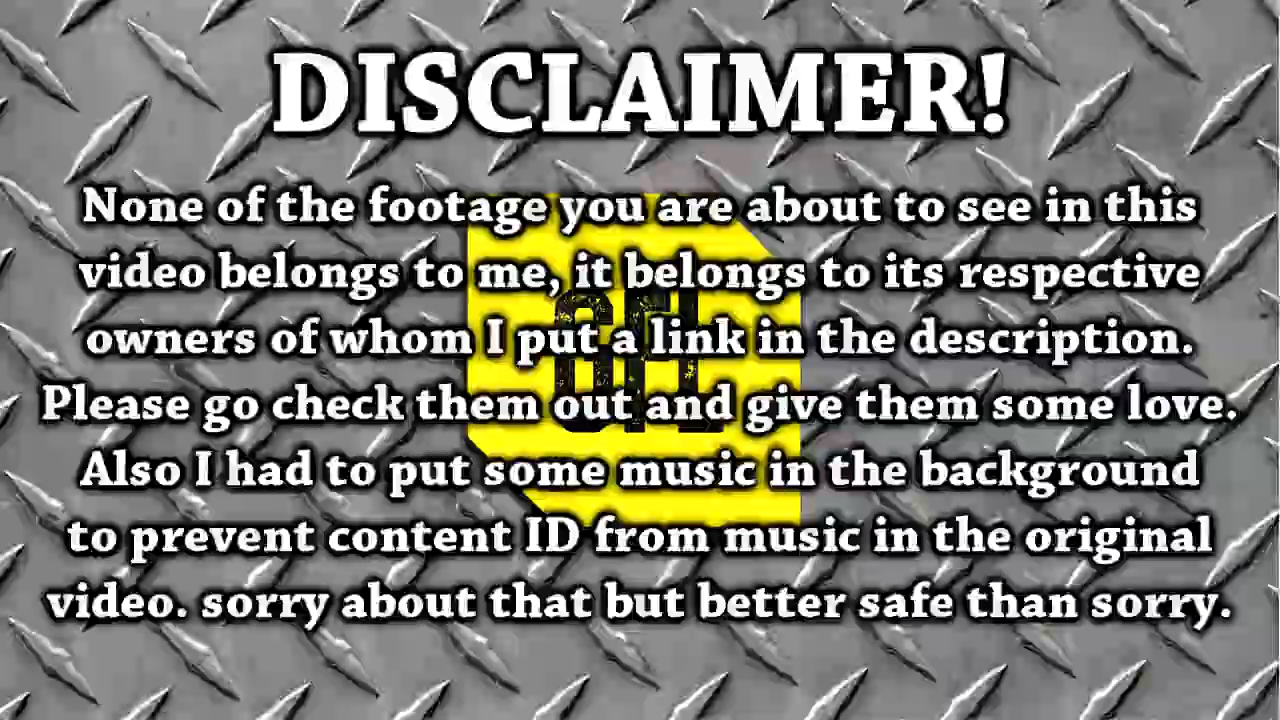 DISCLAIMER!
None of the footage you are about to see in this
video belongs to me, it belongs to its respective
owners of whom I put a link in the description.
Please go check them out and give them some love.
Also I had to put some music in the background
to prevent content ID from music in the original
video. sorry about that but better safe than sorry.